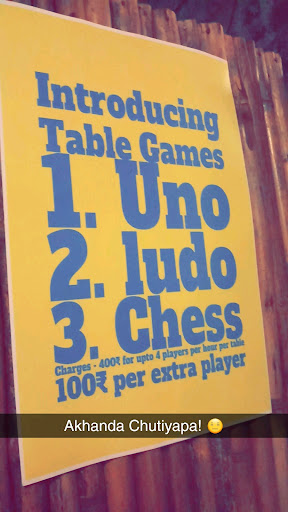 Introducing
Table Games
1. Uno
2. ludo
3. Chess
Charges - 400₹ for upto 4 players per hour per table
100₹ per extra player
Akhanda Chutiyapa! 😐